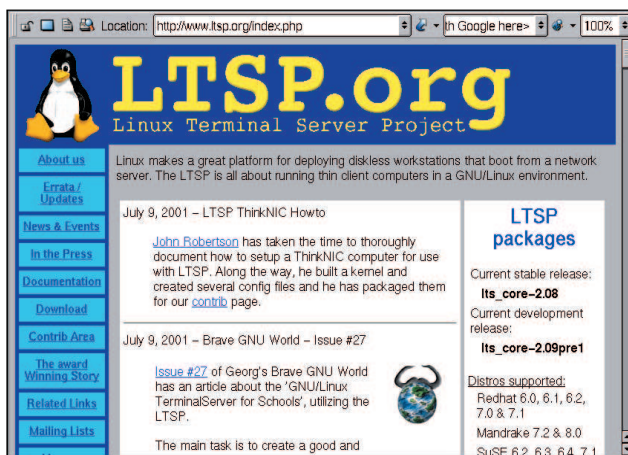 Location: http://www.ltsp.org/index.php th Google here> 100%
LTSP.org
Linux Terminal Server Project
About us
Errata /
Updates
News & Events
In the Press
Documentation
Download
Contrib Area
The award
Winning Story
Related Links
Mailing Lists
Linux makes a great platform for deploying diskless workstations that boot from a network
server. The LTSP is all about running thin client computers in a GNU/Linux environment.
July 9, 2001 – LTSP ThinkNIC Howto
John Robertson has taken the time to thoroughly
document how to setup a ThinkNIC computer for use
with LTSP. Along the way, he built a kernel and
created several config files and he has packaged them
for our contrib page.
July 9, 2001 – Brave GNU World – Issue #27
Issue #27 of Georg's Brave GNU World
has an article about the 'GNU/Linux
TerminalServer for Schools', utilizing the
LTSP.
The main task is to create a good and
LTSP
packages
Current stable release:
lts_core–2.08
Current development
release:
lts_core–2.09pre1
Distros supported:
Redhat 6.0, 6.1, 6.2,
7.0 & 7.1
Mandrake 7.2 & 8.0
SuSE 6.2, 6.3, 6.4, 7.1